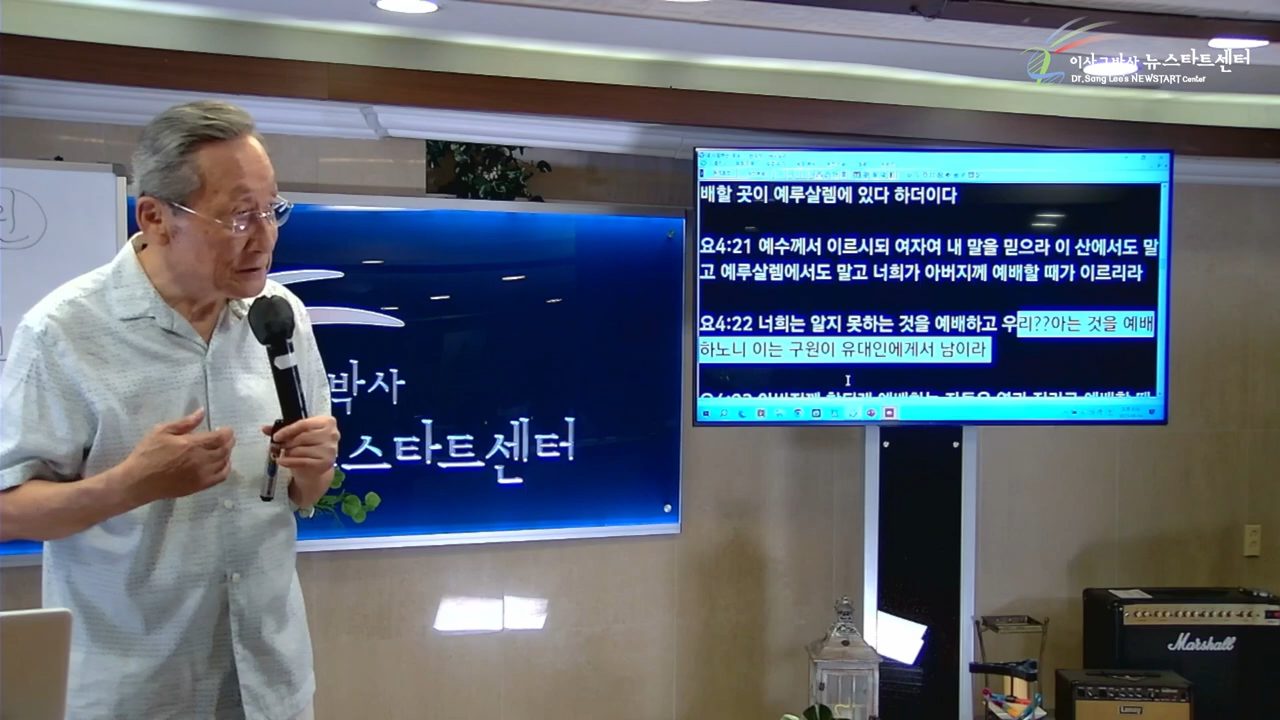 이상구박사 뉴스타트센터
Dr.Sang Lee's NEWSTART Center
배할 곳이 예루살렘에 있다 하더이다
요4:21 예수께서 이르시되 여자여 내 말을 믿으라 이 산에서도 말
고 예루살렘에서도 말고 너희가 아버지께 예배할 때가 이르리라
요4:22 너희는 알지 못하는 것을 예배하고 우리??아는 것을 예배
하노니 이는 구원이 유대인에게서 남이라
박사
스타트센터
Marshall
Laney